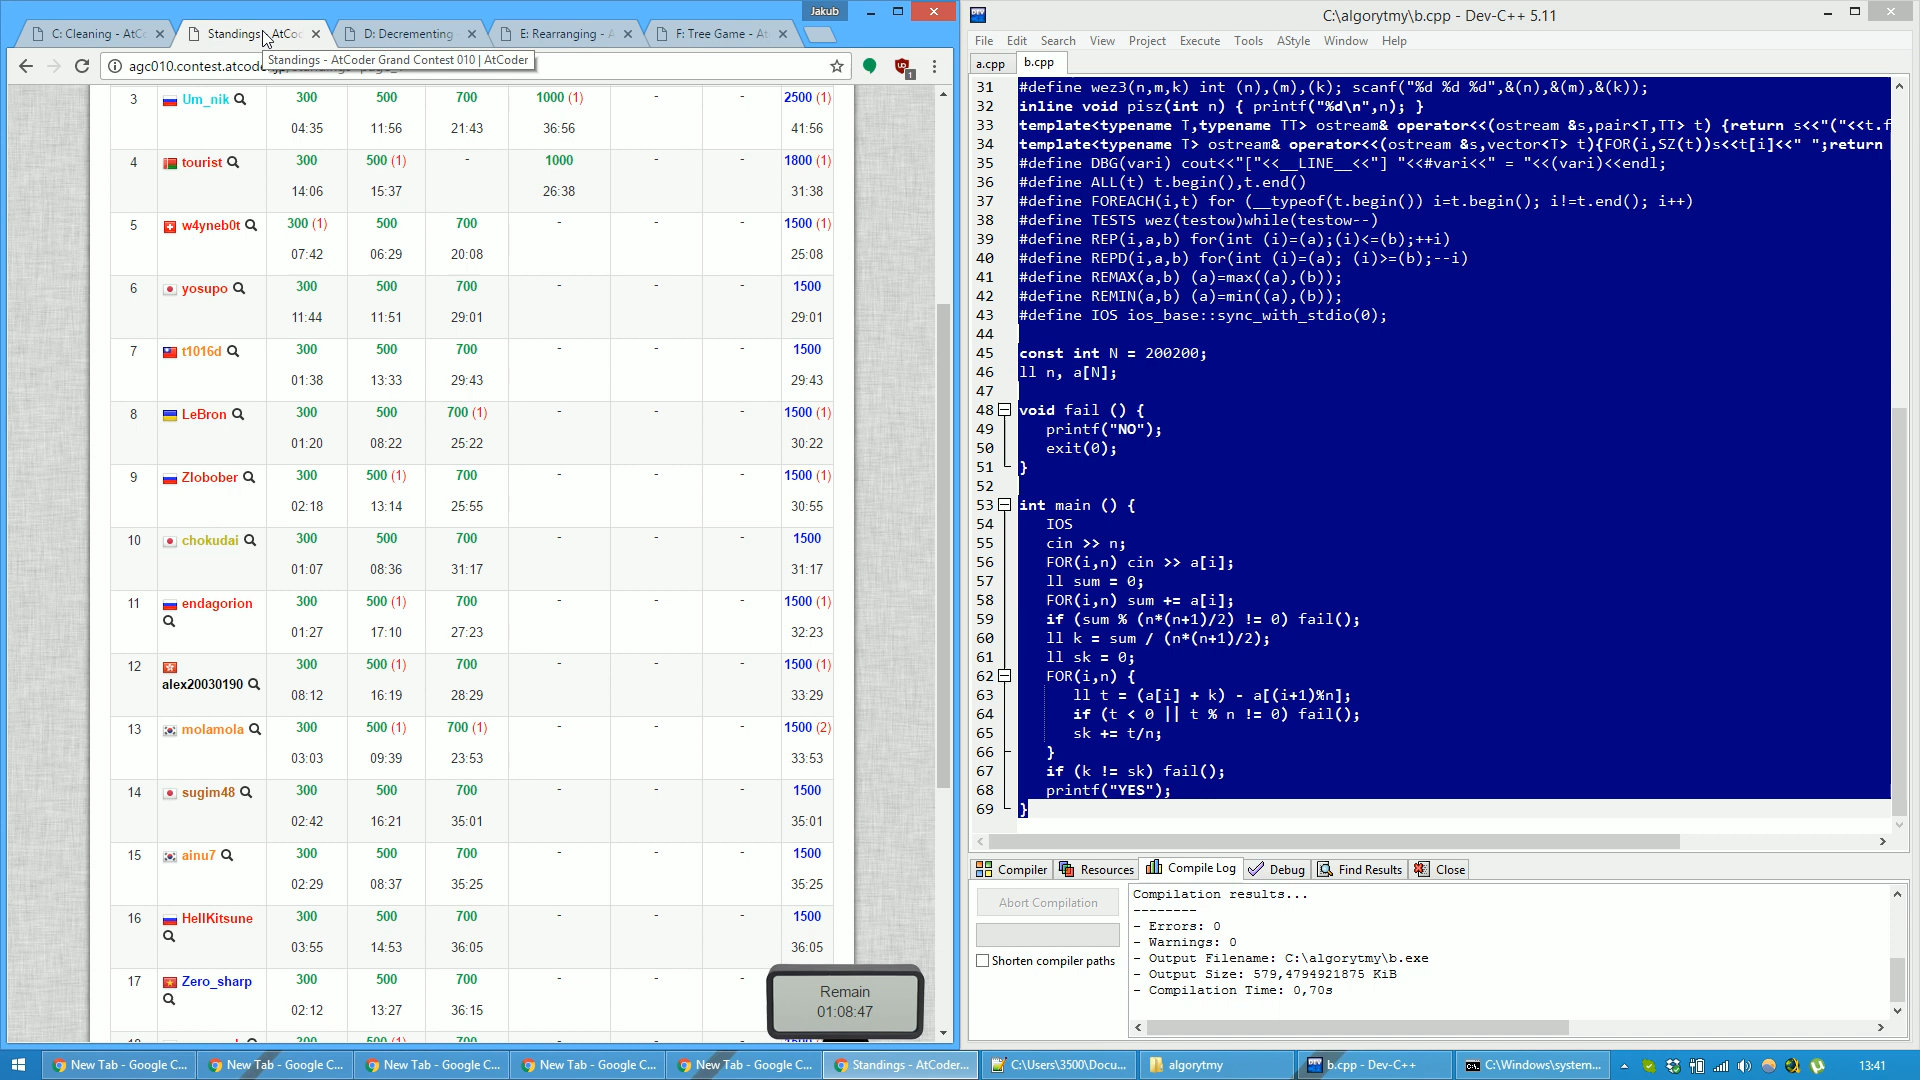 Jakub
C: Cleaning - AtC
Standings - AtCo
D: Decrementing
E: Rearranging - A
F: Tree Game - At
agc010.contest.atcoder
Standings - AtCoder Grand Contest 010 | AtCoder
3 Um_nik 300 500 700 1000 (1) - - 2500 (1)
04:35 11:56 21:43 36:56 41:56
4 tourist 300 500 (1) - 1000 - - 1800 (1)
14:06 15:37 26:38 31:38
5 w4yneb0t 300 (1) 500 700 - - - 1500 (1)
07:42 06:29 20:08 25:08
6 yosupo 300 500 700 - - - 1500
11:44 11:51 29:01 29:01
7 t1016d 300 500 700 - - - 1500
01:38 13:33 29:43 29:43
8 LeBron 300 500 700 (1) - - - 1500 (1)
01:20 08:22 25:22 30:22
9 Zlobober 300 500 (1) 700 - - - 1500 (1)
02:18 13:14 25:55 30:55
10 chokudai 300 500 700 - - - 1500
01:07 08:36 31:17 31:17
11 endagorion 300 500 (1) 700 - - - 1500 (1)
01:27 17:10 27:23 32:23
12 alex20030190 300 500 (1) 700 - - - 1500 (1)
08:12 16:19 28:29 33:29
13 molamola 300 500 (1) 700 (1) - - - 1500 (2)
03:03 09:39 23:53 33:53
14 sugim48 300 500 700 - - - 1500
02:42 16:21 35:01 35:01
15 ainu7 300 500 700 - - - 1500
02:29 08:37 35:25 35:25
16 HellKitsune 300 500 700 - - - 1500
03:55 14:53 36:05 36:05
17 Zero_sharp 300 500 700 - -
02:12 13:27 36:15
Remain
01:08:47
C:\algorytmy\b.cpp - Dev-C++ 5.11
File Edit Search View Project Execute Tools AStyle Window Help
a.cpp b.cpp
31 #define wez3(n,m,k) int (n),(m),(k); scanf("%d %d %d",&(n),&(m),&(k));
32 inline void pisz(int n) { printf("%d\n",n); }
33 template<typename T,typename TT> ostream& operator<<(ostream &s,pair<T,TT> t) {return s<<"("<<t.f
34 template<typename T> ostream& operator<<(ostream &s,vector<T> t){FOR(i,SZ(t))s<<t[i]<<" ";return
35 #define DBG(vari) cout<<"["<<__LINE__<<"] "<<#vari<<" = "<<(vari)<<endl;
36 #define ALL(t) t.begin(),t.end()
37 #define FOREACH(i,t) for (__typeof(t.begin()) i=t.begin(); i!=t.end(); i++)
38 #define TESTS wez(testow)while(testow--)
39 #define REP(i,a,b) for(int (i)=(a);(i)<=(b);++i)
40 #define REPD(i,a,b) for(int (i)=(a); (i)>=(b);--i)
41 #define REMAX(a,b) (a)=max((a),(b));
42 #define REMIN(a,b) (a)=min((a),(b));
43 #define IOS ios_base::sync_with_stdio(0);
44
45 const int N = 200200;
46 ll n, a[N];
47
48 void fail () {
49 printf("NO");
50 exit(0);
51 }
52
53 int main () {
54 IOS
55 cin >> n;
56 FOR(i,n) cin >> a[i];
57 ll sum = 0;
58 FOR(i,n) sum += a[i];
59 if (sum % (n*(n+1)/2) != 0) fail();
60 ll k = sum / (n*(n+1)/2);
61 ll sk = 0;
62 FOR(i,n) {
63 ll t = (a[i] + k) - a[(i+1)%n];
64 if (t < 0 || t % n != 0) fail();
65 sk += t/n;
66 }
67 if (k != sk) fail();
68 printf("YES");
69 }
Compiler Resources Compile Log Debug Find Results Close
Abort Compilation
Shorten compiler paths
Compilation results...
--------
- Errors: 0
- Warnings: 0
- Output Filename: C:\algorytmy\b.exe
- Output Size: 579,4794921875 KiB
- Compilation Time: 0,70s
New Tab - Google C...
New Tab - Google C...
New Tab - Google C...
New Tab - Google C...
New Tab - Google C...
Standings - AtCoder...
C:\Users\3500\Docu...
algorytmy
b.cpp - Dev-C++
C:\Windows\system...
13:41